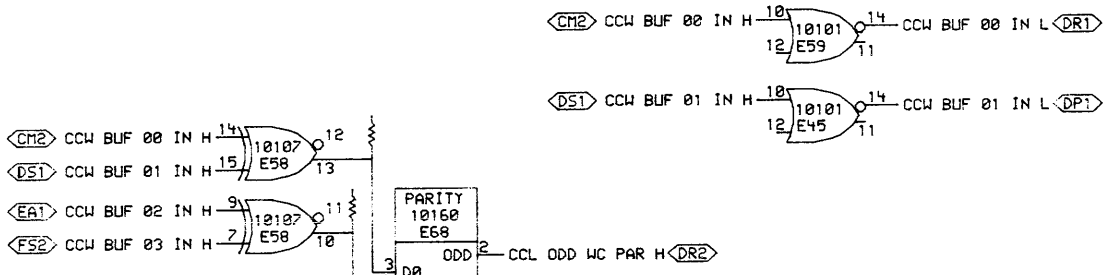 CM2 CCW BUF 00 IN H 10 10101 E59 14 CCW BUF 00 IN L DR1
12 11
DS1 CCW BUF 01 IN H 10 10101 E45 14 CCW BUF 01 IN L DP1
12 11
CM2 CCW BUF 00 IN H 14 10107 E58 12
DS1 CCW BUF 01 IN H 15 13
EA1 CCW BUF 02 IN H 9 10107 E58 11
FS2 CCW BUF 03 IN H 7 10
PARITY
10160
E68
ODD 2 CCL ODD WC PAR H DR2
3 D0